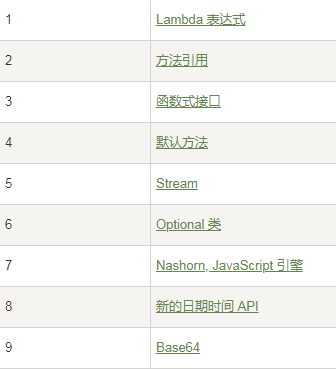 1 Lambda 表达式
2 方法引用
3 函数式接口
4 默认方法
5 Stream
6 Optional 类
7 Nashorn, JavaScript 引擎
8 新的日期时间 API
9 Base64